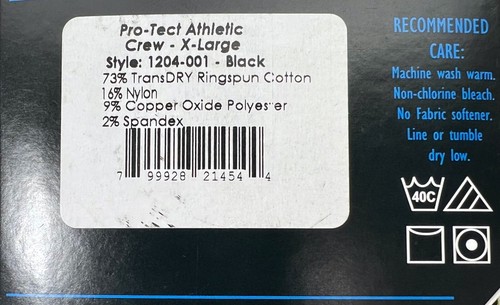 Pro-Tect Athletic
Crew - X-Large
Style: 1204-001 - Black
73% TransDRY Ringspun Cotton
16% Nylon
9% Copper Oxide Polyester
2% Spandex
7 99928 21454 4
RECOMMENDED
CARE:
Machine wash warm.
Non-chlorine bleach.
No Fabric softener.
Line or tumble
dry low.
40C